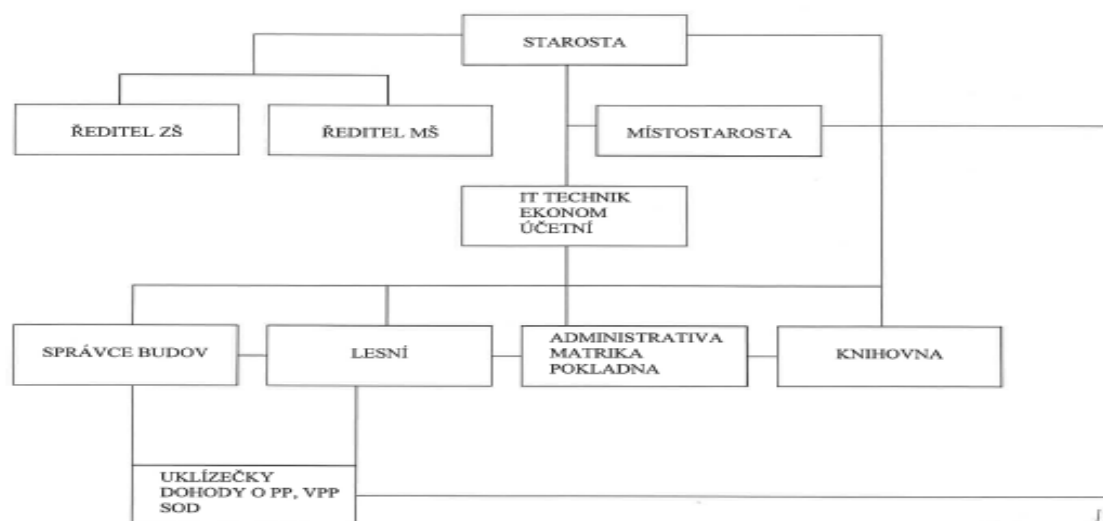 STAROSTA
ŘEDITEL ZŠ
ŘEDITEL MŠ
MÍSTOSTAROSTA
IT TECHNIK
EKONOM
ÚČETNÍ
SPRÁVCE BUDOV
LESNÍ
ADMINISTRATIVA
MATRIKA
POKLADNA
KNIHOVNA
UKLÍZEČKY
DOHODY O PP, VPP
SOD